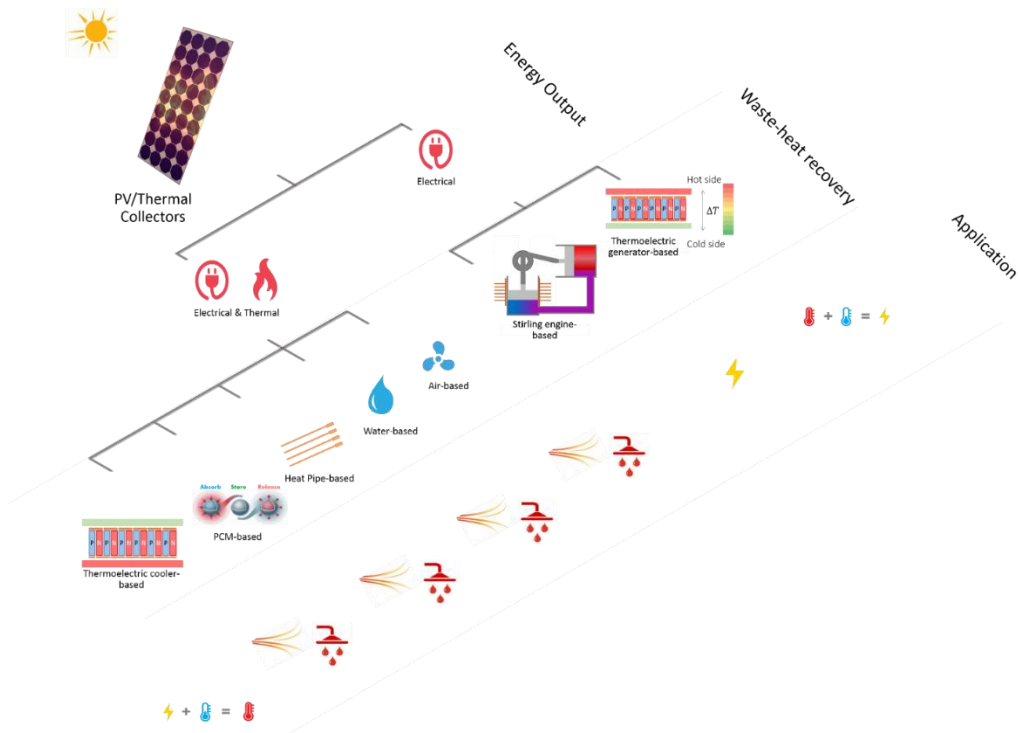 PV/Thermal
Collectors
Energy Output
Waste-heat recovery
Application
Electrical
Electrical & Thermal
Hot side
ΔT
Cold side
P N P N P N P N P N
Thermoelectric
generator-based
Stirling engine-
based
Air-based
Water-based
Heat Pipe-based
Absorb Store Release
PCM-based
P N P N P N P N P N
Thermoelectric cooler-
based
+ =
+ =